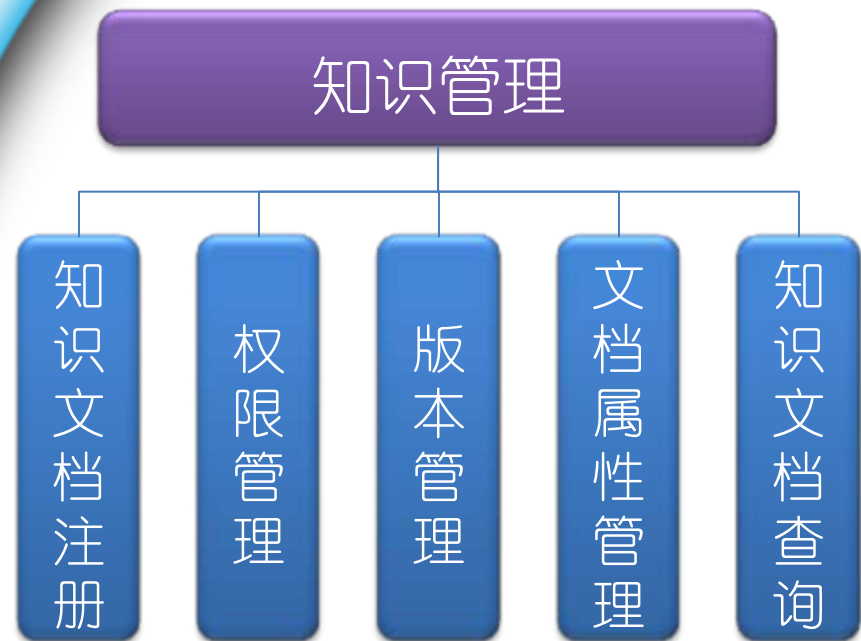 知识管理
知识文档注册
权限管理
版本管理
文档属性管理
知识文档查询